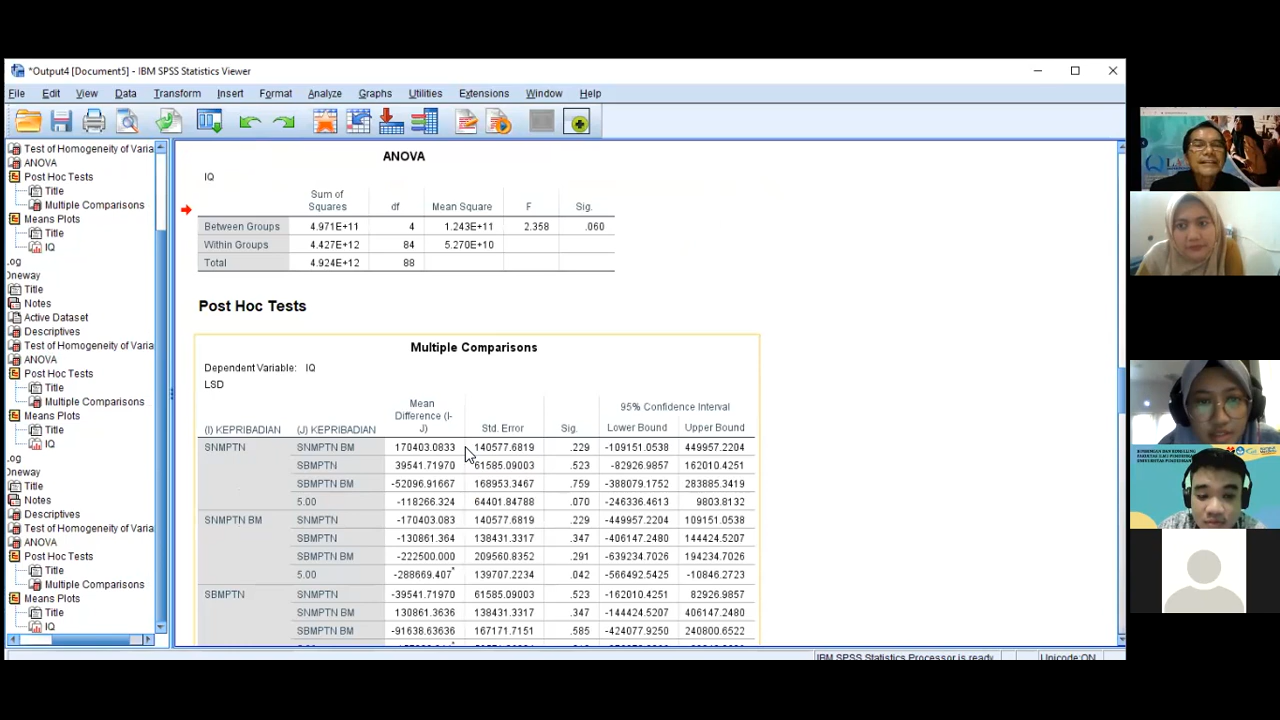 *Output4 [Document5] - IBM SPSS Statistics Viewer
File Edit View Data Transform Insert Format Analyze Graphs Utilities Extensions Window Help
Test of Homogeneity of Varia
ANOVA
Post Hoc Tests
Title
Multiple Comparisons
Means Plots
Title
IQ
Log
Oneway
Title
Notes
Active Dataset
Descriptives
Test of Homogeneity of Varia
ANOVA
Post Hoc Tests
Title
Multiple Comparisons
Means Plots
Title
IQ
Log
Oneway
Title
Notes
Descriptives
Test of Homogeneity of Varia
ANOVA
Post Hoc Tests
Title
Multiple Comparisons
Means Plots
Title
IQ
ANOVA
IQ
Sum of Squares df Mean Square F Sig.
Between Groups 4.971E+11 4 1.243E+11 2.358 .060
Within Groups 4.427E+12 84 5.270E+10
Total 4.924E+12 88
Post Hoc Tests
Multiple Comparisons
Dependent Variable: IQ
LSD
(I) KEPRIBADIAN (J) KEPRIBADIAN Mean Difference (I-J) Std. Error Sig. 95% Confidence Interval
Lower Bound Upper Bound
SNMPTN SNMPTN BM 170403.0833 140577.6819 .229 -109151.0538 449957.2204
SBMPTN 39541.71970 61585.09003 .523 -82926.9857 162010.4251
SBMPTN BM -52096.91667 168953.3467 .759 -388079.1752 283885.3419
5.00 -118266.324 64401.84788 .070 -246336.4613 9803.8132
SNMPTN BM SNMPTN -170403.083 140577.6819 .229 -449957.2204 109151.0538
SBMPTN -130861.364 138431.3317 .347 -406147.2480 144424.5207
SBMPTN BM -222500.000 209560.8352 .291 -639234.7026 194234.7026
5.00 -288669.407* 139707.2234 .042 -566492.5425 -10846.2723
SBMPTN SNMPTN -39541.71970 61585.09003 .523 -162010.4251 82926.9857
SNMPTN BM 130861.3636 138431.3317 .347 -144424.5207 406147.2480
SBMPTN BM -91638.63636 167171.7151 .585 -424077.9250 240800.6522
IBM SPSS Statistics Processor is ready
Unicode:ON